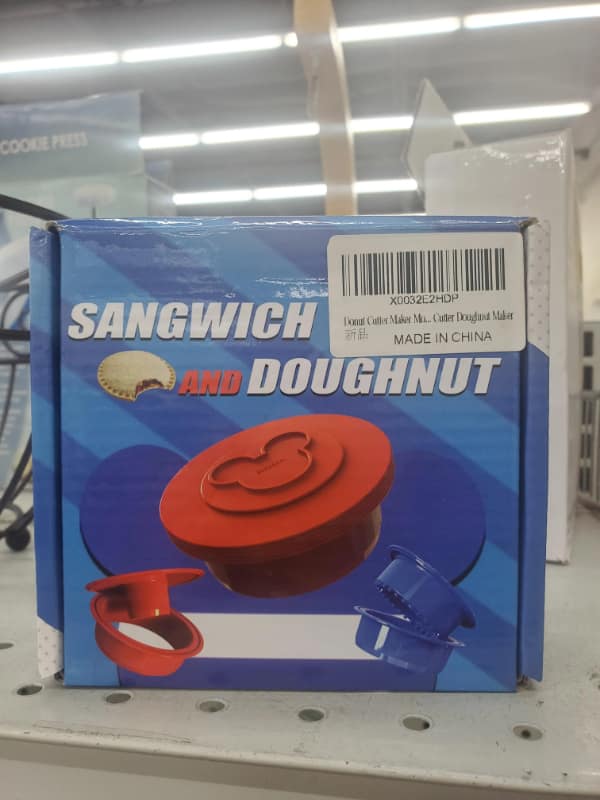 COOKIE PRESS
X0032E2HDP
Donut Cutter Maker Mo... Cutter Doughnut Maker
新品
MADE IN CHINA
SANGWICH
AND DOUGHNUT